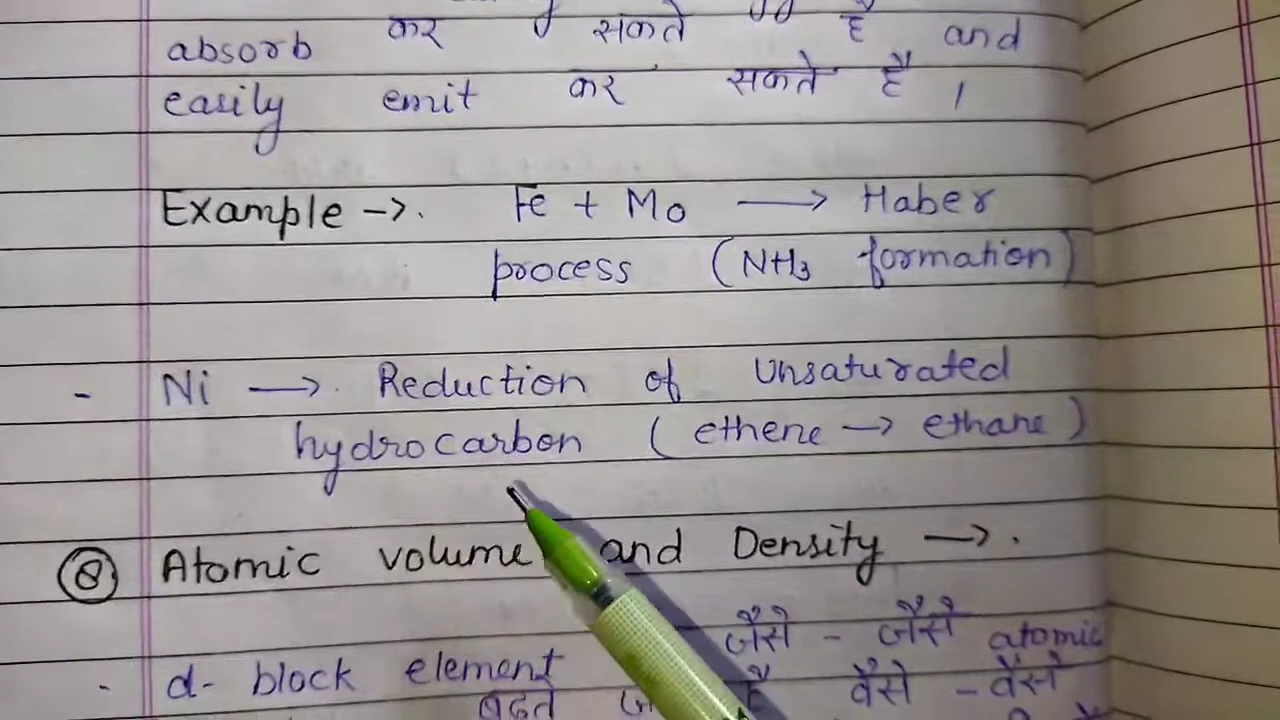 absorb कर सकते है and
easily emit कर सकते है ।
Example →. Fe + Mo ⟶ Haber
process (NH3 formation)
- Ni ⟶. Reduction of Unsaturated
hydrocarbon (ethene → ethane)
⑧ Atomic volume and Density →.
- d- block element जैसे - जैसे atomic
बढ़ते है वैसे - वैसे